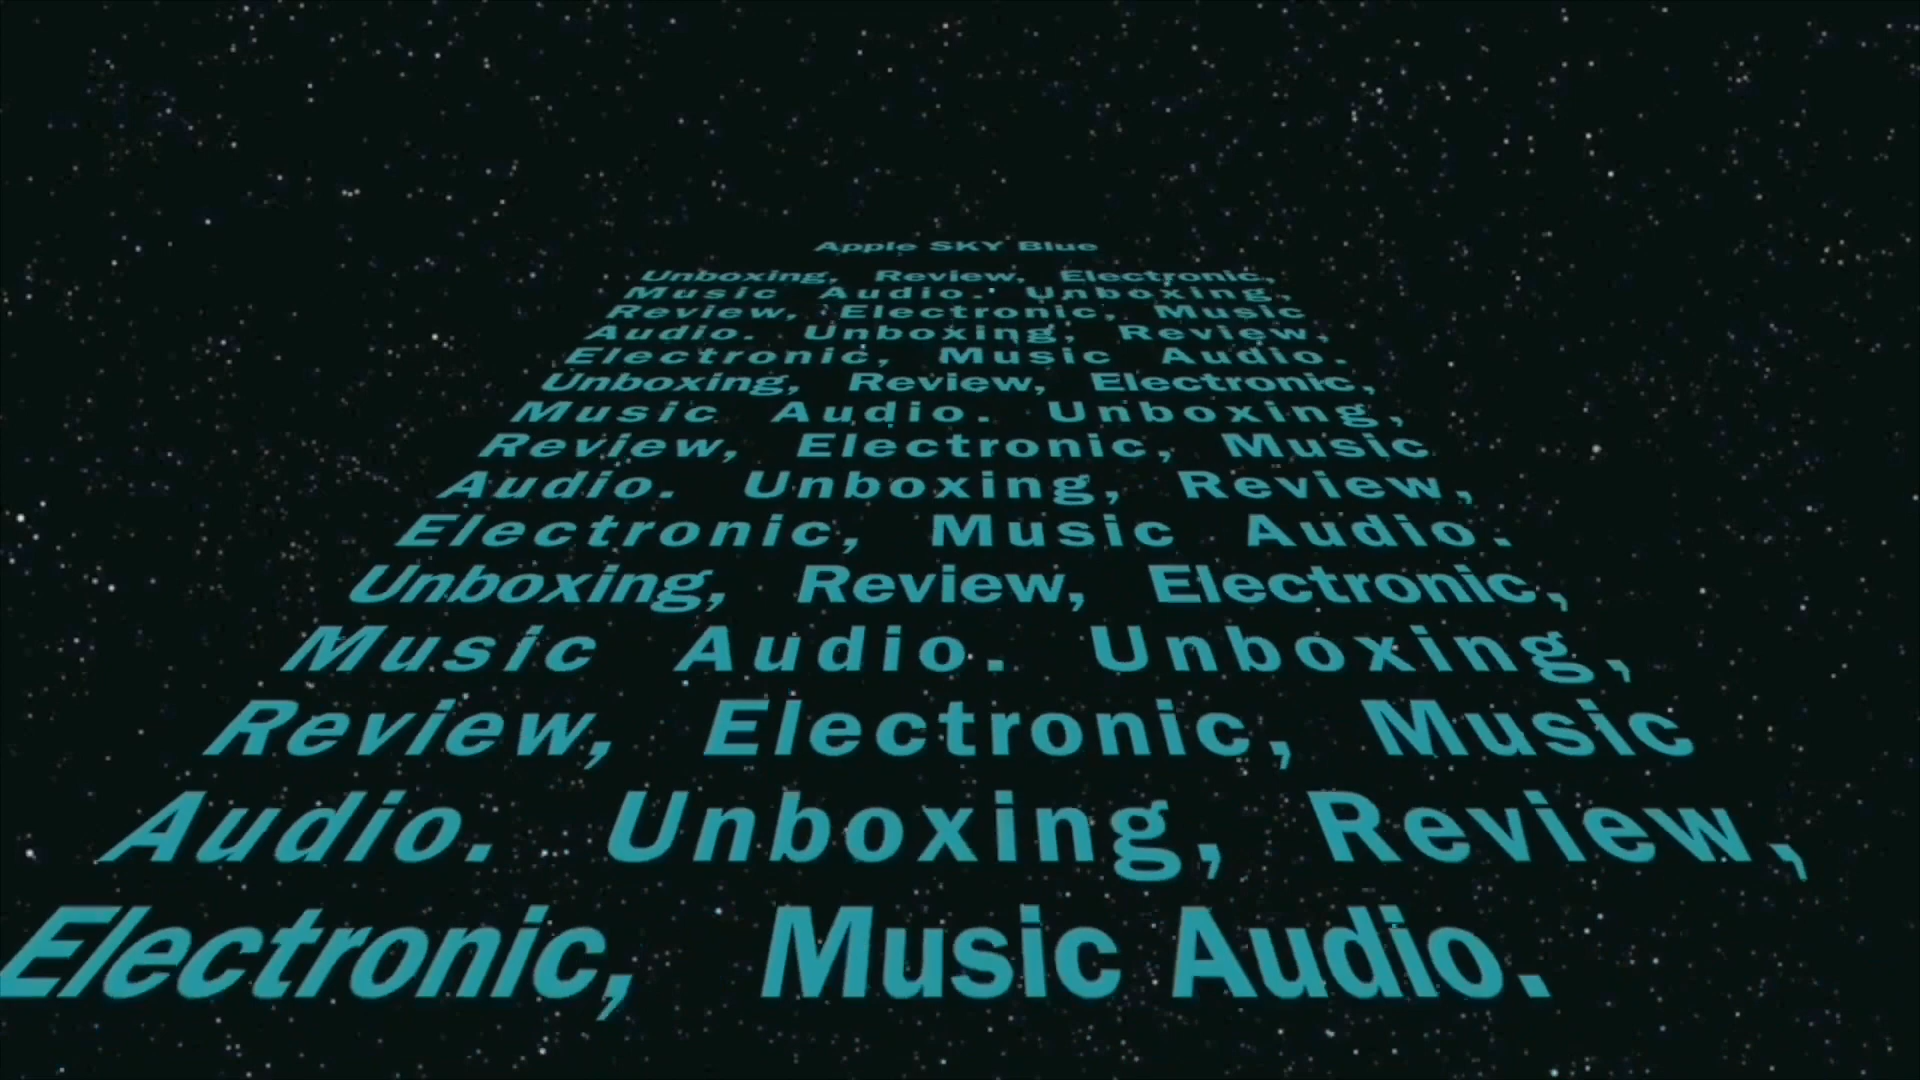 Apple SKY Blue
Unboxing, Review, Electronic,
Music Audio. Unboxing,
Review, Electronic, Music
Audio. Unboxing, Review,
Electronic, Music Audio.
Unboxing, Review, Electronic,
Music Audio. Unboxing,
Review, Electronic, Music
Audio. Unboxing, Review,
Electronic, Music Audio.
Unboxing, Review, Electronic,
Music Audio. Unboxing,
Review, Electronic, Music
Audio. Unboxing, Review,
Electronic, Music Audio.